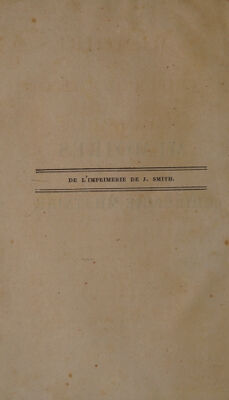 DE L'IMPRIMERIE DE J. SMITH.